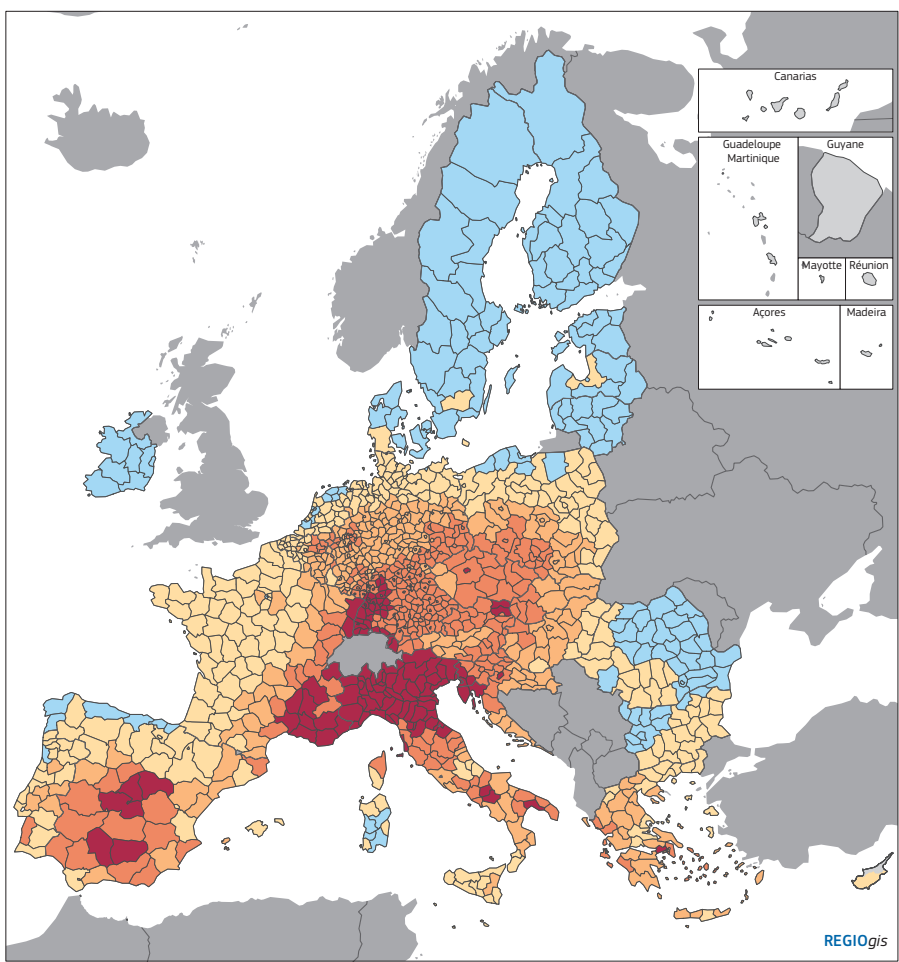 Canarias
Guadeloupe
Martinique
Guyane
Mayotte
Réunion
Açores
Madeira
REGIOgis